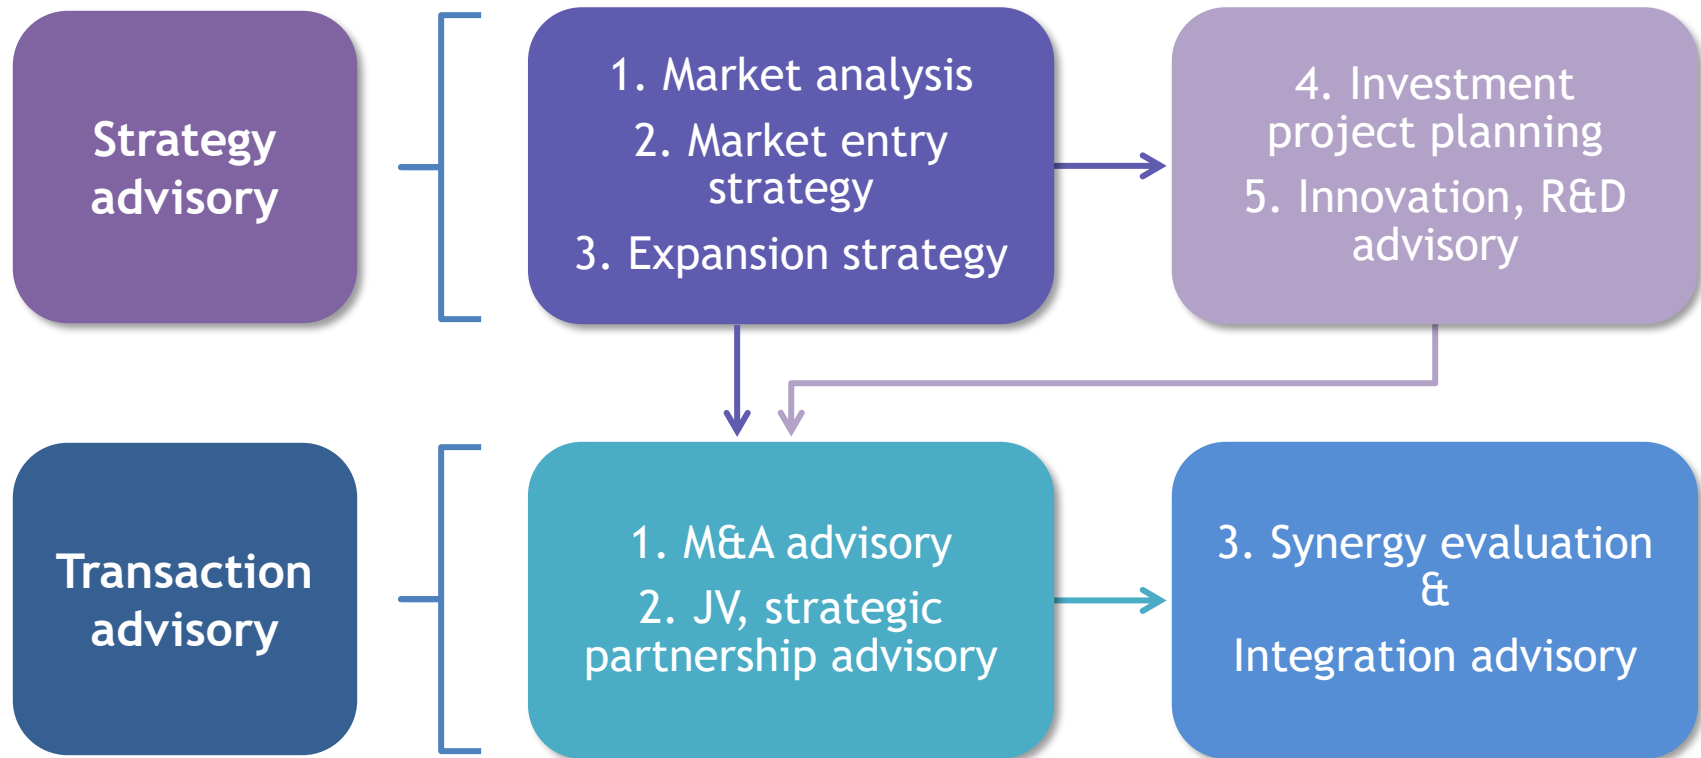 Strategy
advisory
1. Market analysis
2. Market entry
strategy
3. Expansion strategy
4. Investment
project planning
5. Innovation, R&D
advisory
Transaction
advisory
1. M&A advisory
2. JV, strategic
partnership advisory
3. Synergy evaluation
&
Integration advisory